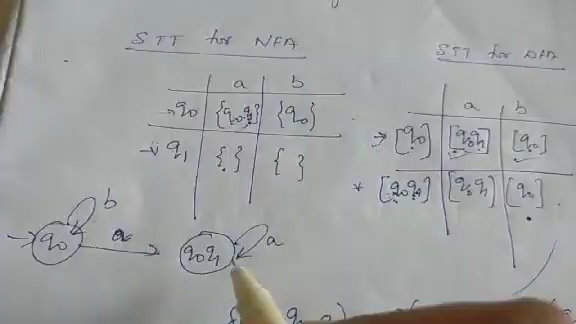 STT for NFA
STT for DFA
a b
→q0 {q0,q1} {q0}
q1 { } { }
a b
→[q0] [q0q1] [q0]
* [q0q1] [q0q1] [q0]
b
→ q0 a q0q1 a